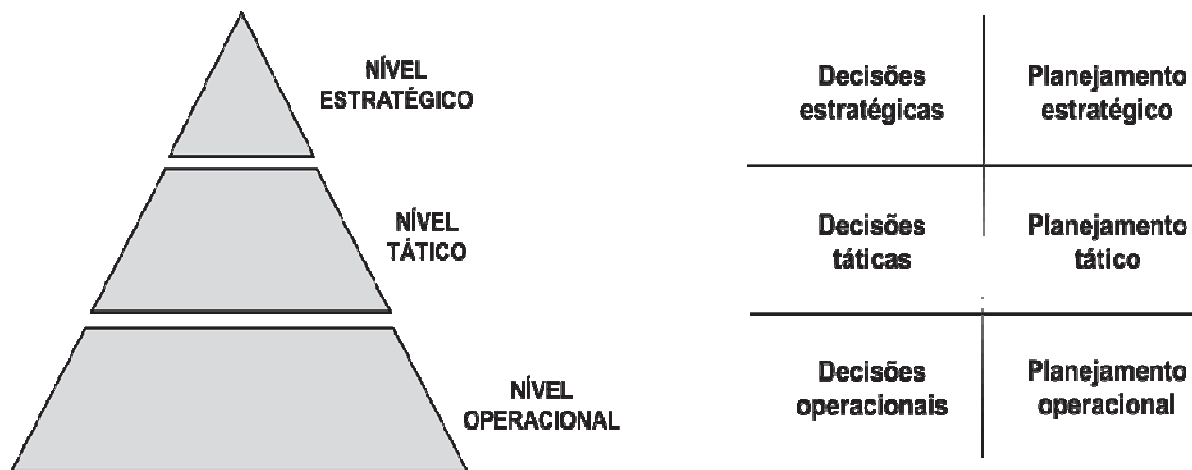 NÍVEL
ESTRATÉGICO
Decisões
estratégicas
Planejamento
estratégico
NÍVEL
TÁTICO
Decisões
táticas
Planejamento
tático
NÍVEL
OPERACIONAL
Decisões
operacionais
Planejamento
operacional